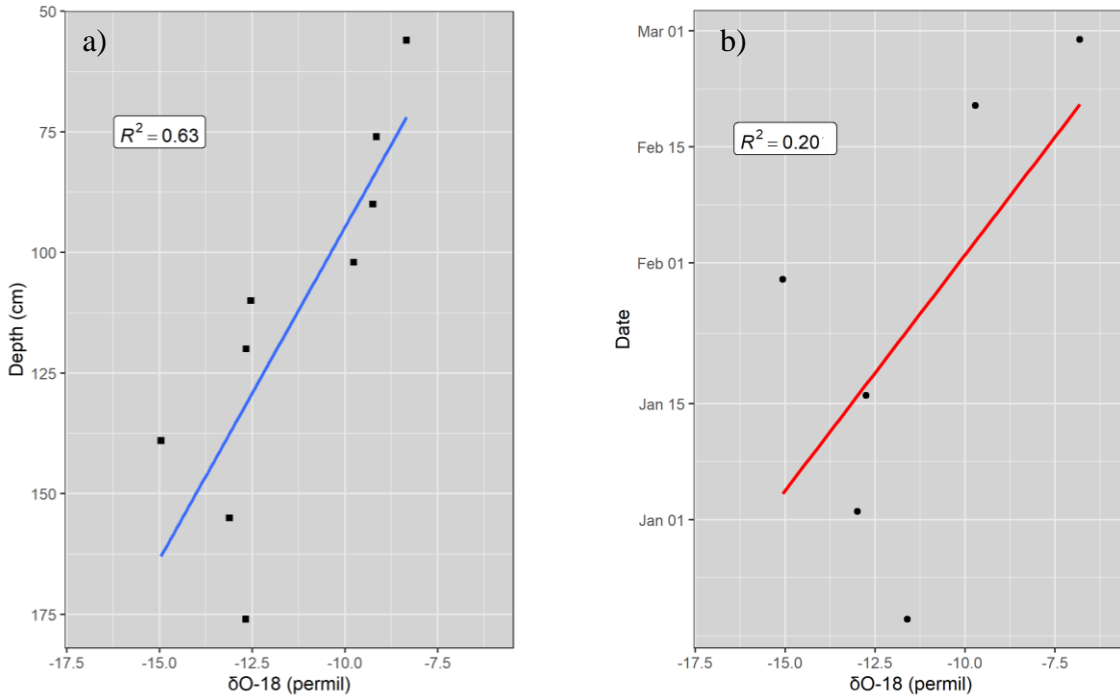 a)
R² = 0.63
50
75
100
125
150
175
Depth (cm)
-17.5 -15.0 -12.5 -10.0 -7.5
δO-18 (permil)
b)
R² = 0.20
Mar 01
Feb 15
Feb 01
Jan 15
Jan 01
Date
-17.5 -15.0 -12.5 -10.0 -7.5
δO-18 (permil)